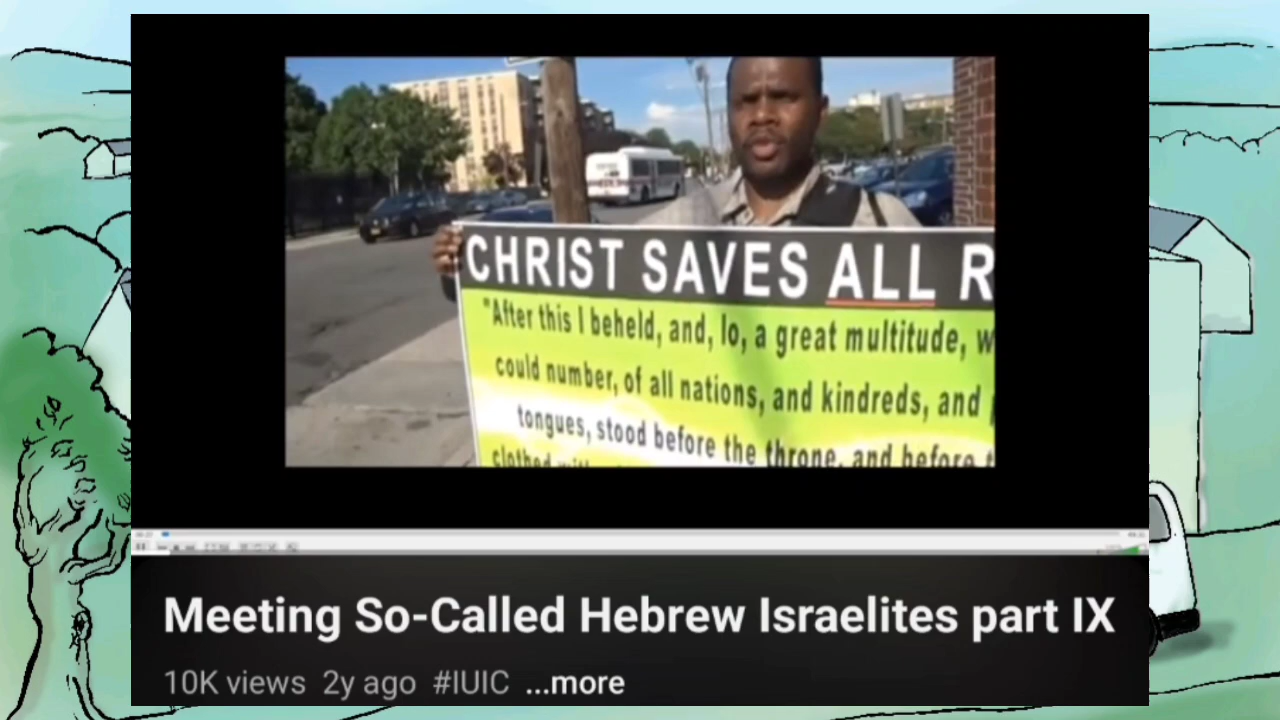 CHRIST SAVES ALL R
"After this I beheld, and, lo, a great multitude, w
could number, of all nations, and kindreds, and
tongues, stood before the throne, and before t
clothed
Meeting So-Called Hebrew Israelites part IX
10K views 2y ago #IUIC ...more